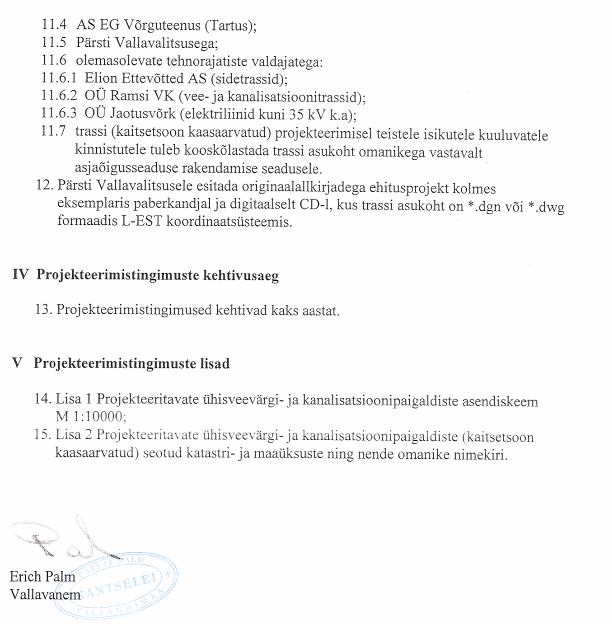 11.4 AS EG Võrguteenus (Tartus);
11.5 Pärsti Vallavalitsusega;
11.6 olemasolevate tehnorajatiste valdajatega:
11.6.1 Elion Ettevõtted AS (sidetrassid);
11.6.2 OÜ Ramsi VK (vee- ja kanalisatsioonitrassid);
11.6.3 OÜ Jaotusvõrk (elektriliinid kuni 35 kV k.a);
11.7 trassi (kaitsetsoon kaasaarvatud) projekteerimisel teistele isikutele kuuluvatele
kinnistutele tuleb kooskõlastada trassi asukoht omanikega vastavalt
asjaõigusseaduse rakendamise seadusele.
12. Pärsti Vallavalitsusele esitada originaalallkirjadega ehitusprojekt kolmes
eksemplaris paberkandjal ja digitaalselt CD-l, kus trassi asukoht on *.dgn või *.dwg
formaadis L-EST koordinaatsüsteemis.
IV Projekteerimistingimuste kehtivusaeg
13. Projekteerimistingimused kehtivad kaks aastat.
V Projekteerimistingimuste lisad
14. Lisa 1 Projekteeritavate ühisveevärgi- ja kanalisatsioonipaigaldiste asendiskeem
M 1:10000;
15. Lisa 2 Projekteeritavate ühisveevärgi- ja kanalisatsioonipaigaldiste (kaitsetsoon
kaasaarvatud) seotud katastri- ja maaüksuste ning nende omanike nimekiri.
Erich Palm
Vallavanem
PÄRSTI VALD
KANTSELEI
VILJANDIMAA